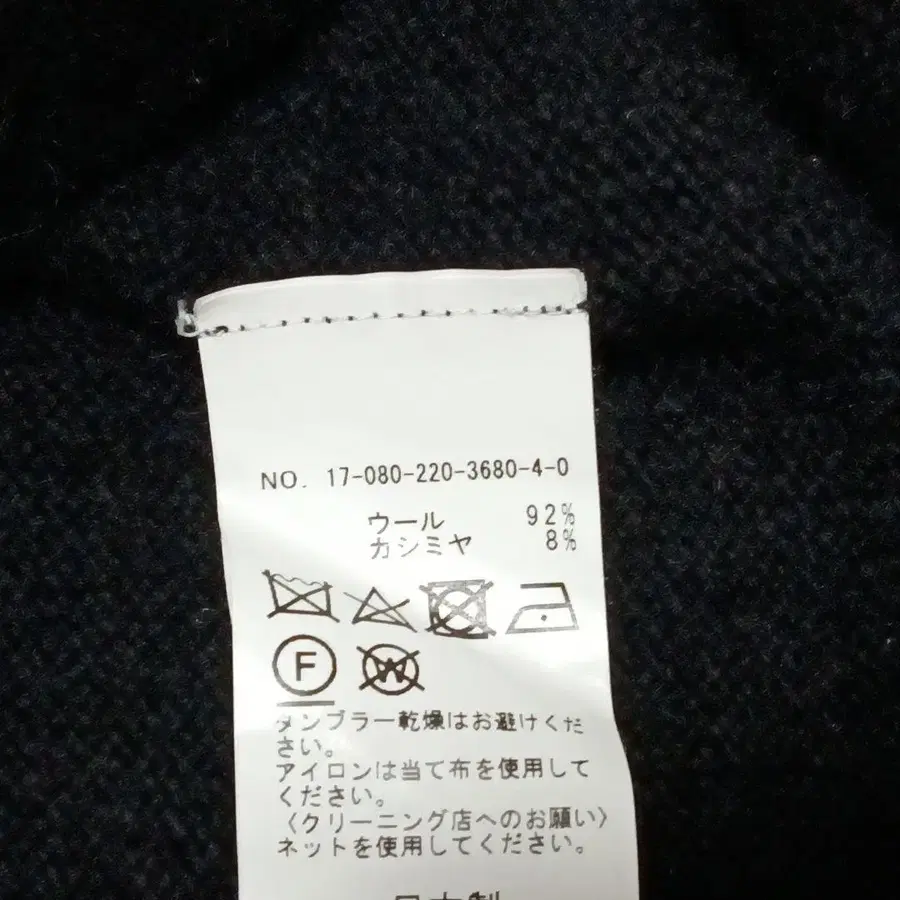 NO. 17-080-220-3680-4-0
ウール 92%
カシミヤ 8%
F W
タンブラー乾燥はお避けくだ
さい。
アイロンは当て布を使用して
ください。
〈クリーニング店へのお願い〉
ネットを使用してください。
日本製